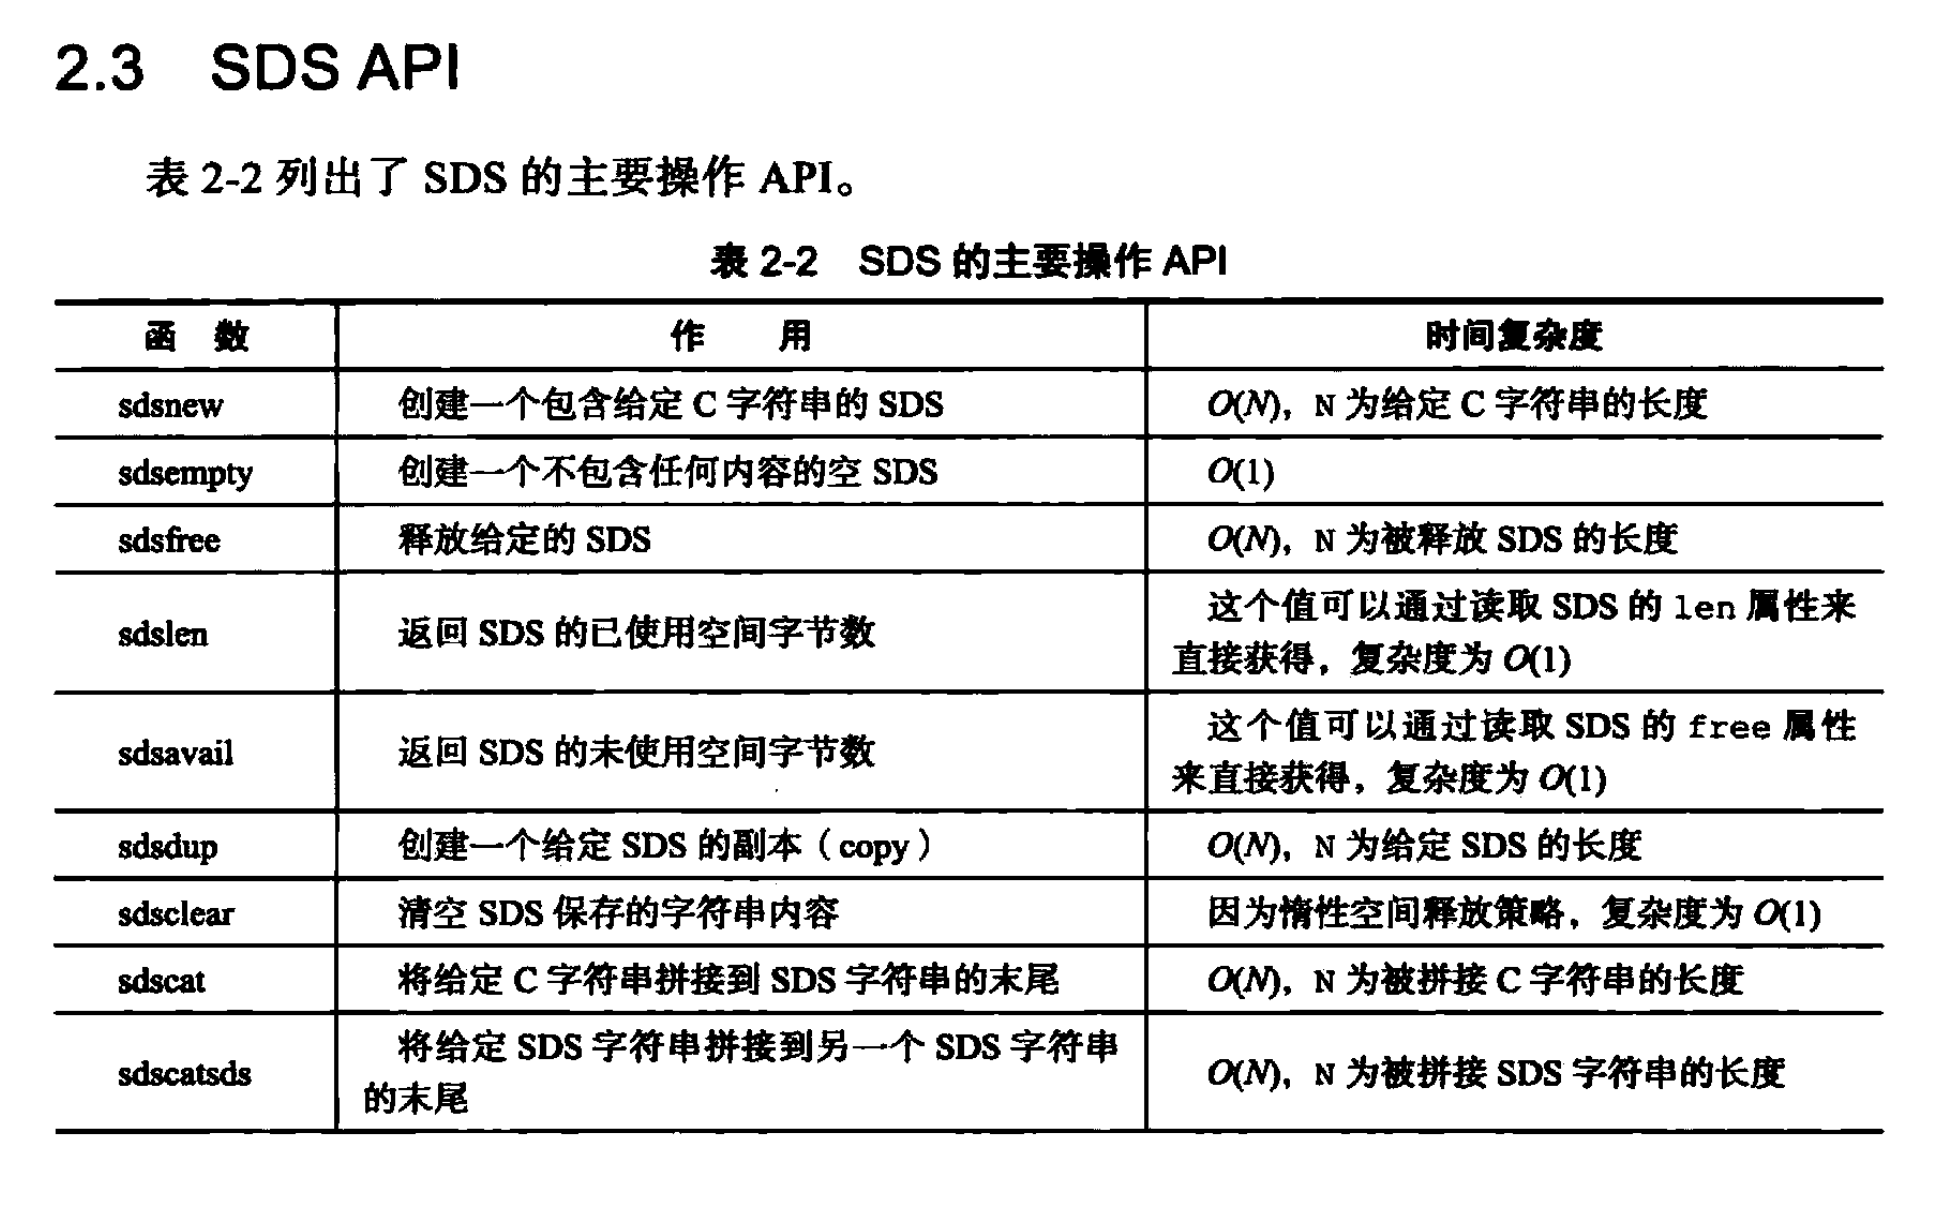 2.3 SDS API
表 2-2 列出了 SDS 的主要操作 API。
表 2-2 SDS 的主要操作 API
函 数 作 用 时间复杂度
sdsnew 创建一个包含给定 C 字符串的 SDS O(N)，N 为给定 C 字符串的长度
sdsempty 创建一个不包含任何内容的空 SDS O(1)
sdsfree 释放给定的 SDS O(N)，N 为被释放 SDS 的长度
sdslen 返回 SDS 的已使用空间字节数 这个值可以通过读取 SDS 的 len 属性来
直接获得，复杂度为 O(1)
sdsavail 返回 SDS 的未使用空间字节数 这个值可以通过读取 SDS 的 free 属性
来直接获得，复杂度为 O(1)
sdsdup 创建一个给定 SDS 的副本（copy） O(N)，N 为给定 SDS 的长度
sdsclear 清空 SDS 保存的字符串内容 因为惰性空间释放策略，复杂度为 O(1)
sdscat 将给定 C 字符串拼接到 SDS 字符串的末尾 O(N)，N 为被拼接 C 字符串的长度
sdscatsds 将给定 SDS 字符串拼接到另一个 SDS 字符串
的末尾 O(N)，N 为被拼接 SDS 字符串的长度